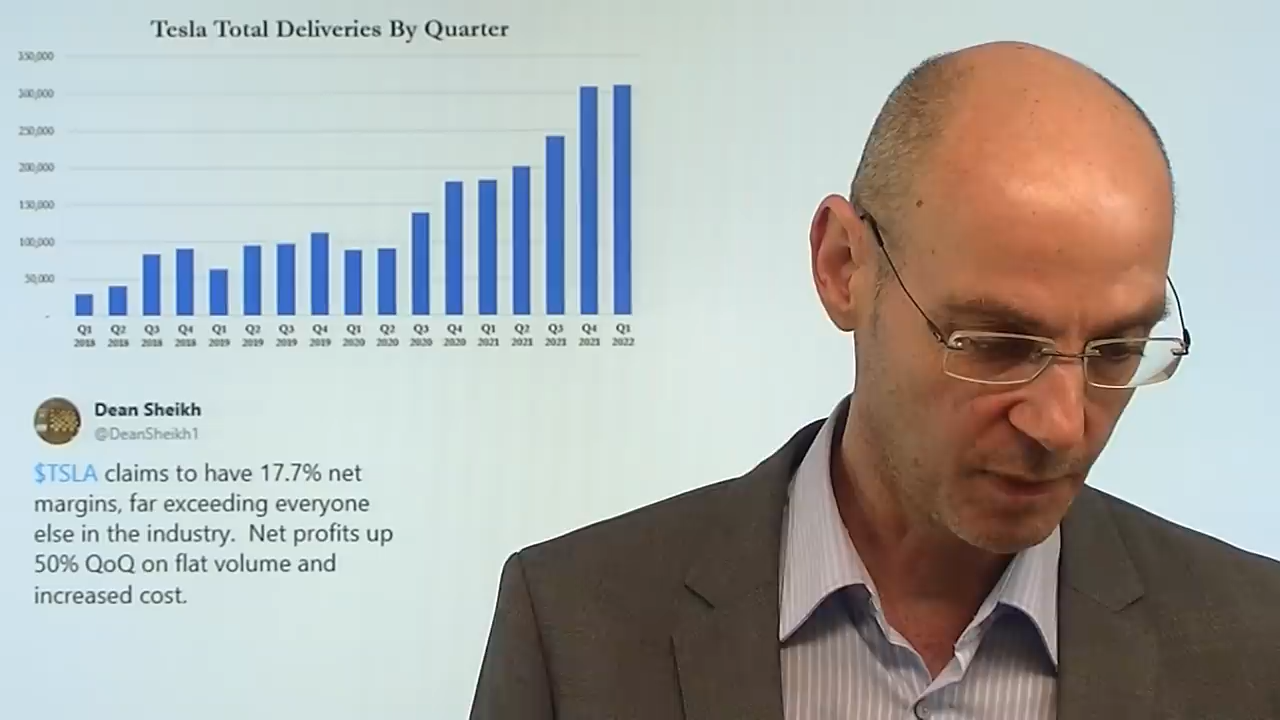 Tesla Total Deliveries By Quarter
350,000
300,000
250,000
200,000
150,000
100,000
50,000
-
Q1 Q2 Q3 Q4 Q1 Q2 Q3 Q4 Q1 Q2 Q3 Q4 Q1 Q2 Q3 Q4 Q1
2018 2018 2018 2018 2019 2019 2019 2019 2020 2020 2020 2020 2021 2021 2021 2021 2022
Dean Sheikh
@DeanSheikh1
$TSLA claims to have 17.7% net
margins, far exceeding everyone
else in the industry. Net profits up
50% QoQ on flat volume and
increased cost.